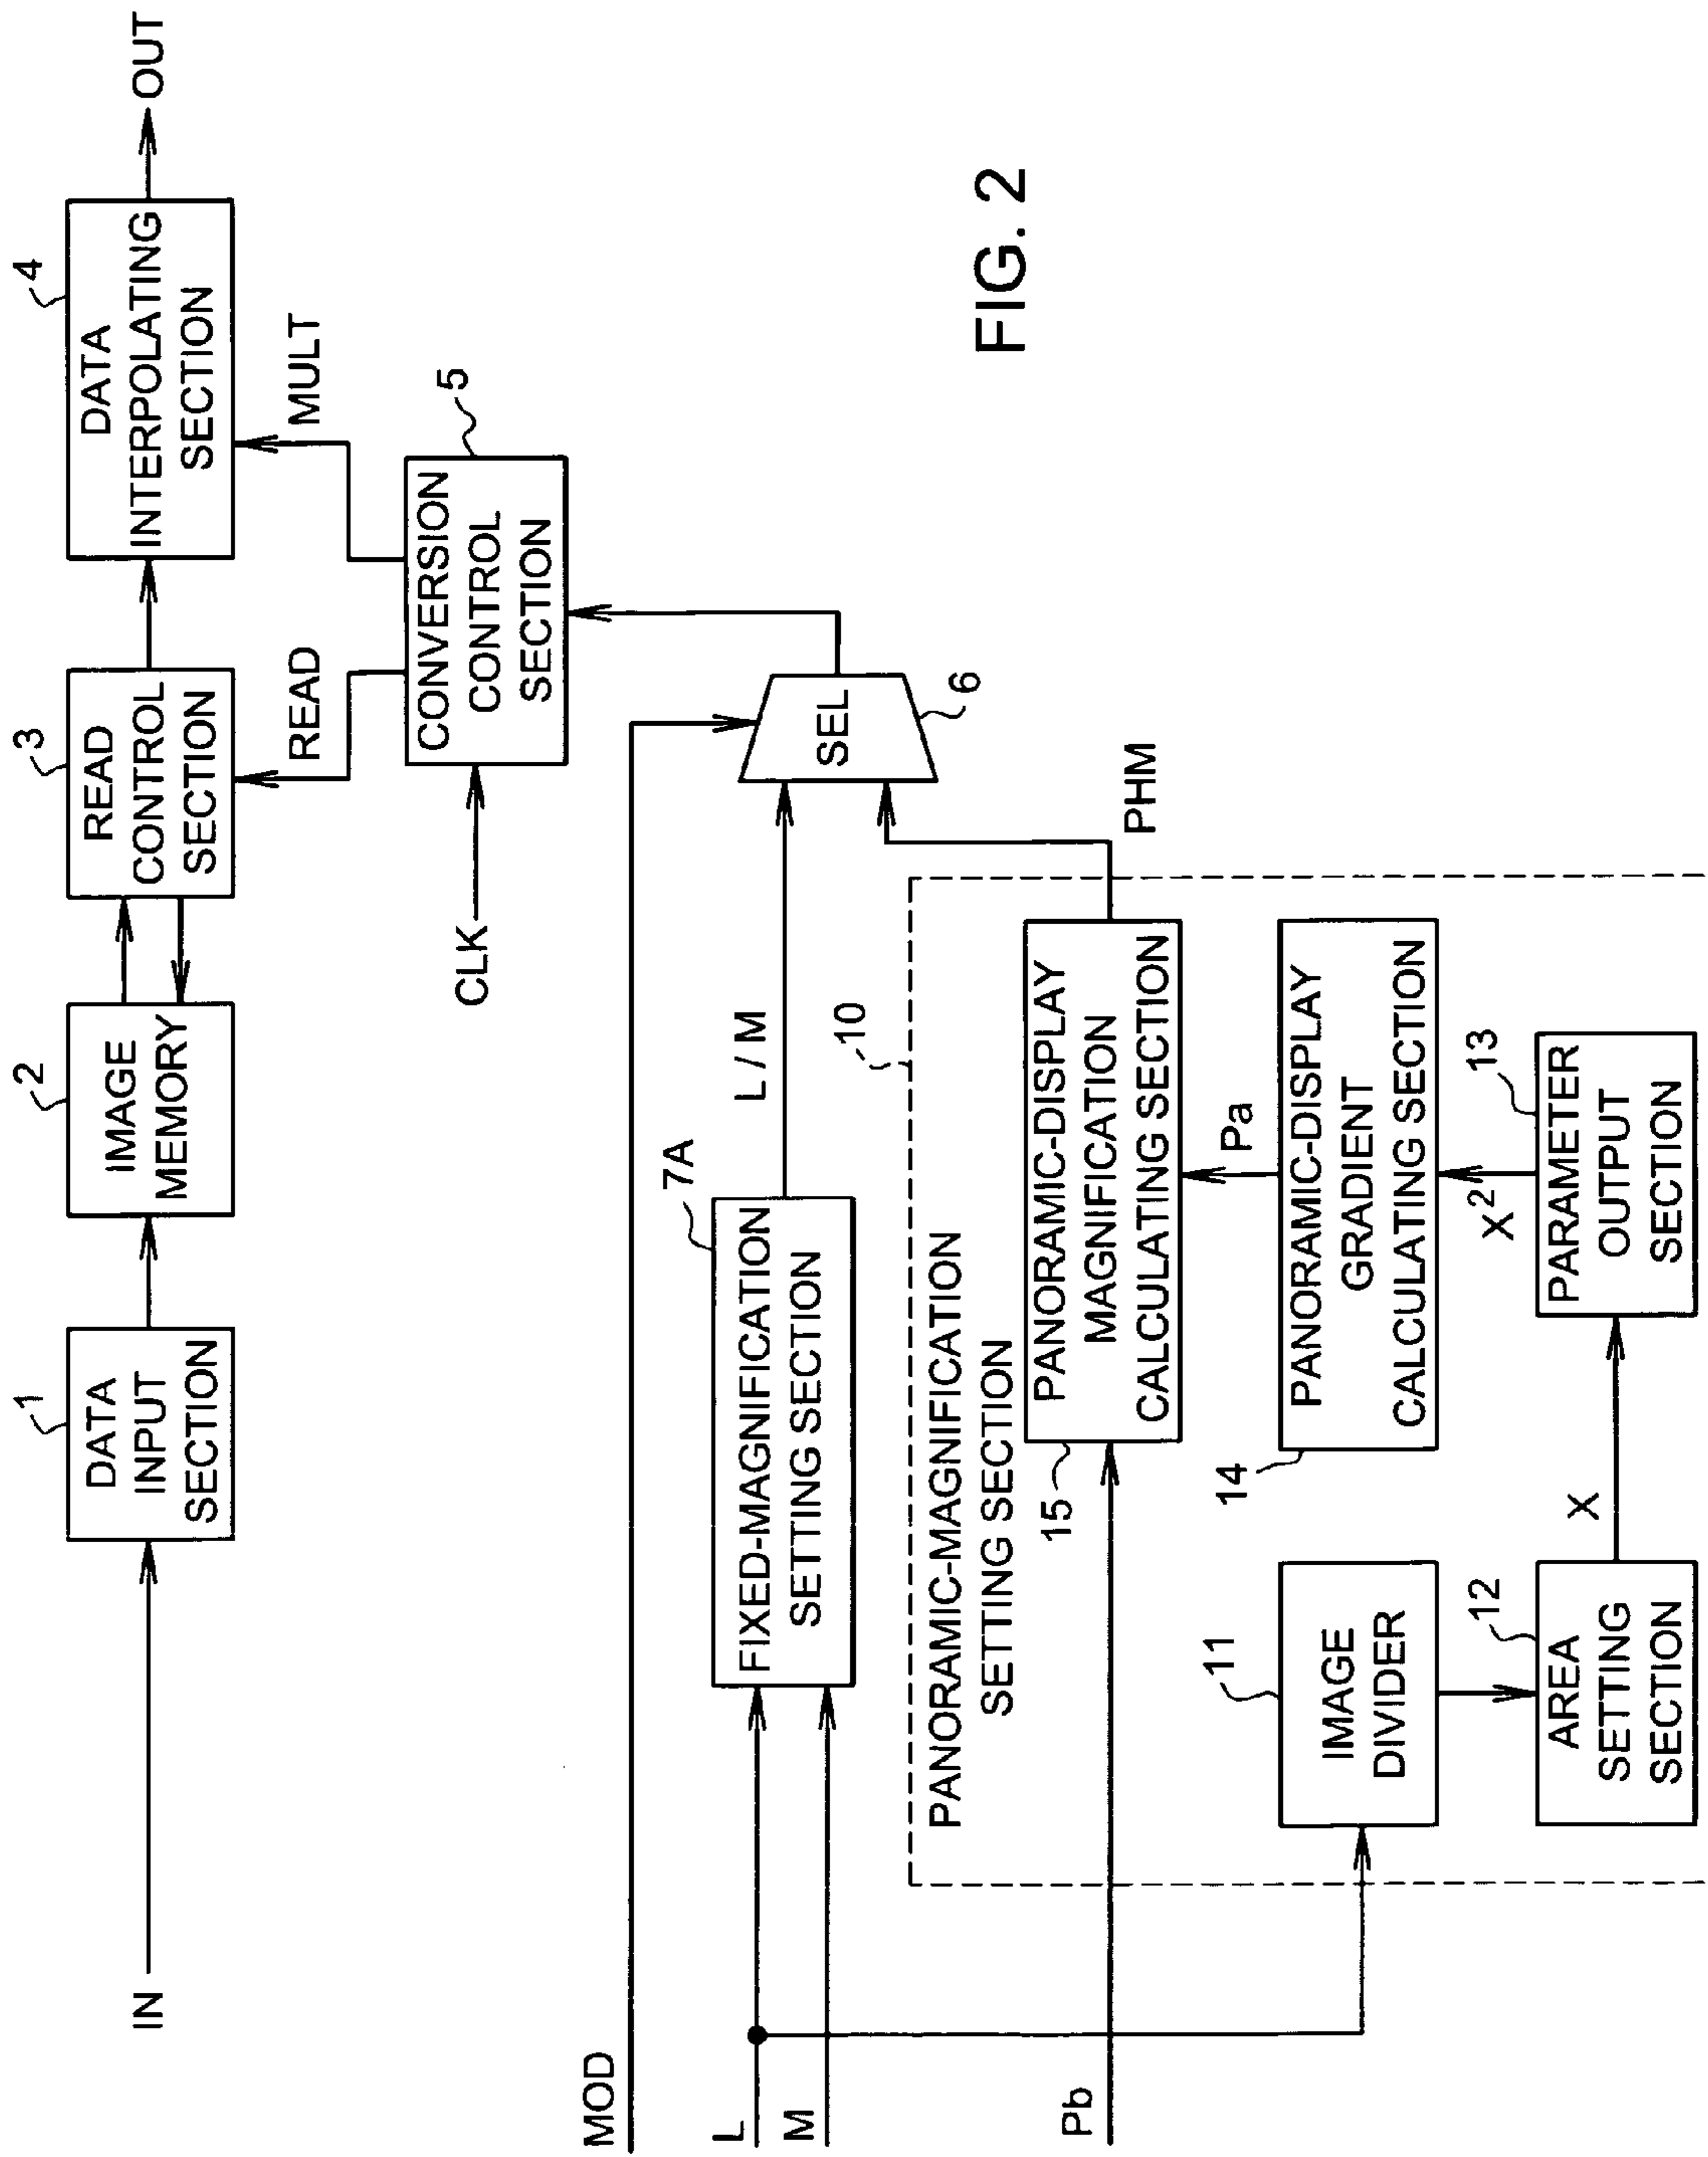 IN
1
DATA
INPUT
SECTION
2
IMAGE
MEMORY
3
READ
CONTROL
SECTION
4
DATA
INTERPOLATING
SECTION
OUT
READ
MULT
CLK
5
CONVERSION
CONTROL
SECTION
MOD
L
M
7A
FIXED-MAGNIFICATION
SETTING SECTION
L / M
SEL
6
PHM
10
PANORAMIC-MAGNIFICATION
SETTING SECTION
Pb
15
PANORAMIC-DISPLAY
MAGNIFICATION
CALCULATING SECTION
Pa
11
IMAGE
DIVIDER
14
PANORAMIC-DISPLAY
GRADIENT
CALCULATING SECTION
X²
12
AREA
SETTING
SECTION
X
13
PARAMETER
OUTPUT
SECTION
FIG. 2